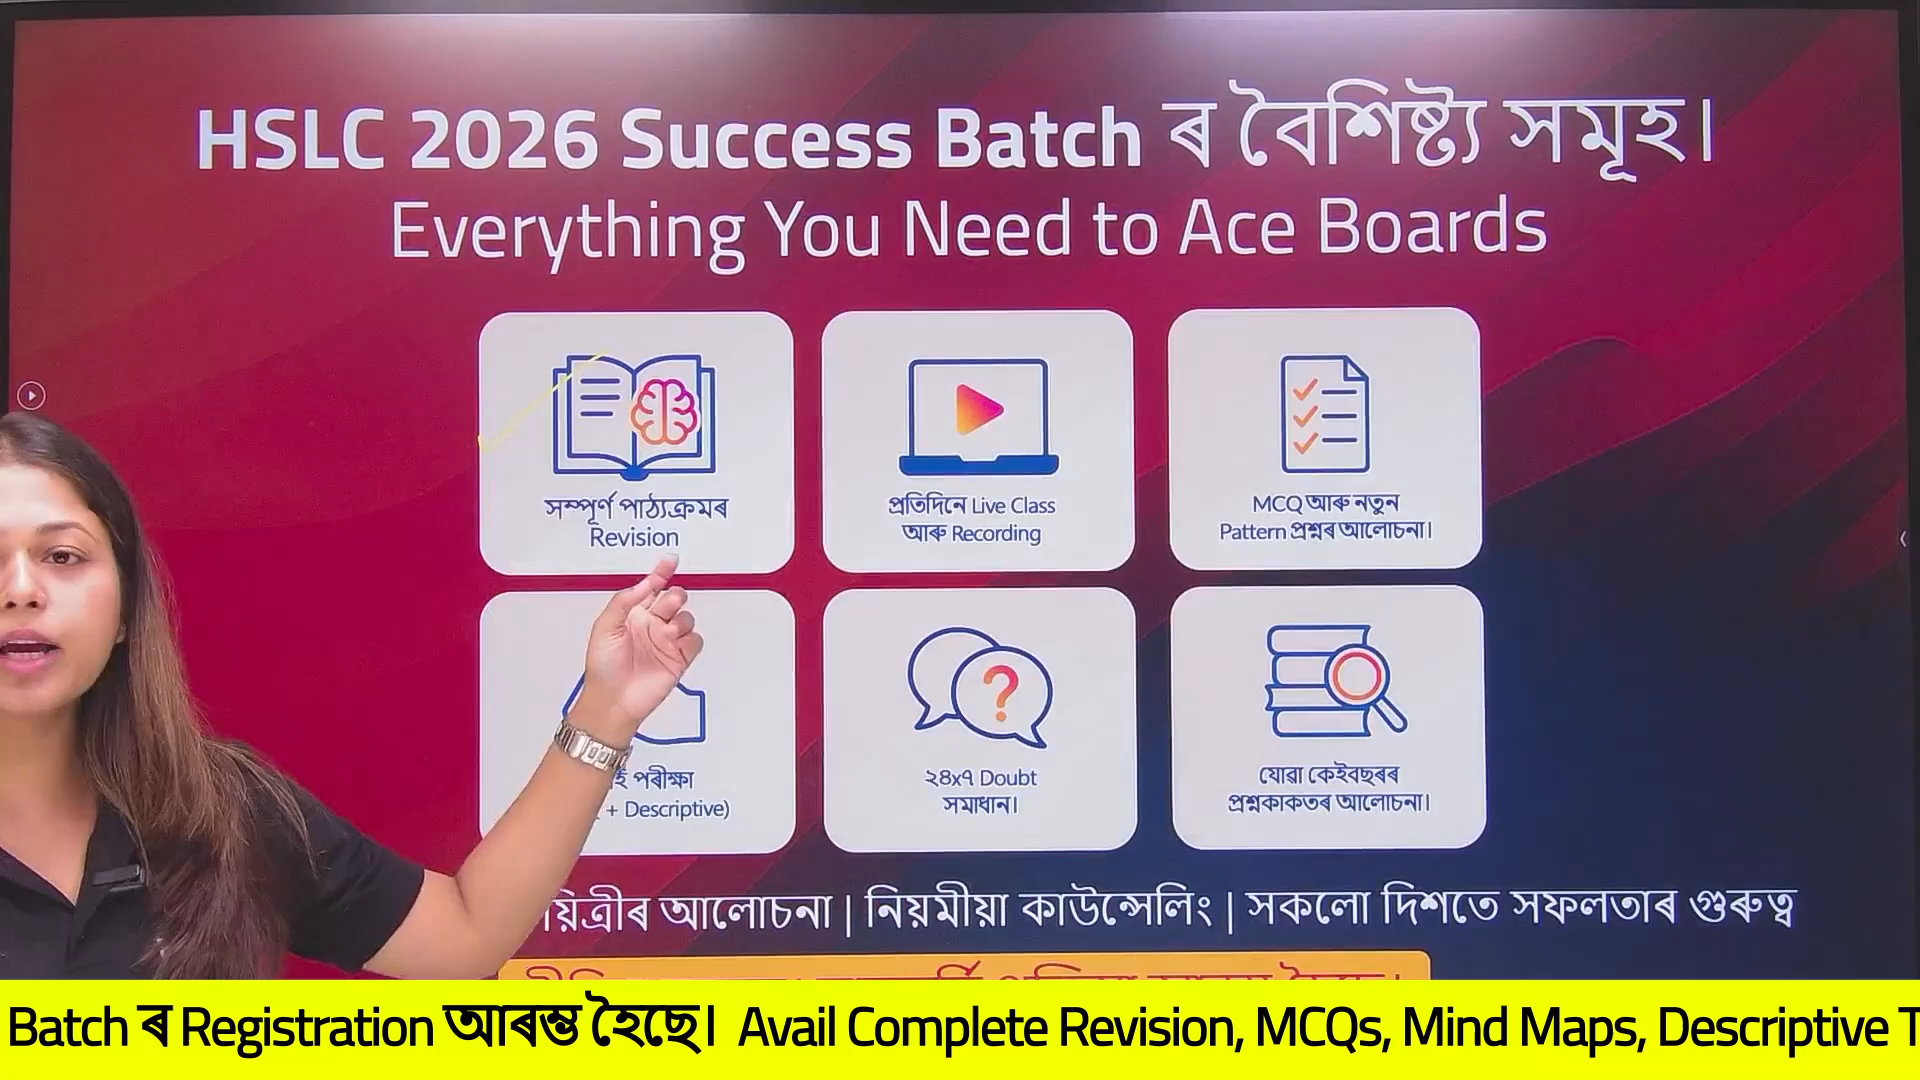 HSLC 2026 Success Batch ৰ বৈশিষ্ট্য সমূহ।
Everything You Need to Ace Boards
সম্পূৰ্ণ পাঠ্যক্ৰমৰ
Revision
প্ৰতিদিনে Live Class
আৰু Recording
MCQ আৰু নতুন
Pattern প্ৰশ্নৰ আলোচনা।
পৰীক্ষা
+ Descriptive)
২৪x৭ Doubt
সমাধান।
যোৱা কেইবছৰৰ
প্ৰশ্নকাকতৰ আলোচনা।
আলোচনা | নিয়মীয়া কাউন্সেলিং | সকলো দিশতে সফলতাৰ গুৰুত্ব
Batch ৰ Registration আৰম্ভ হৈছে। Avail Complete Revision, MCQs, Mind Maps, Descriptive